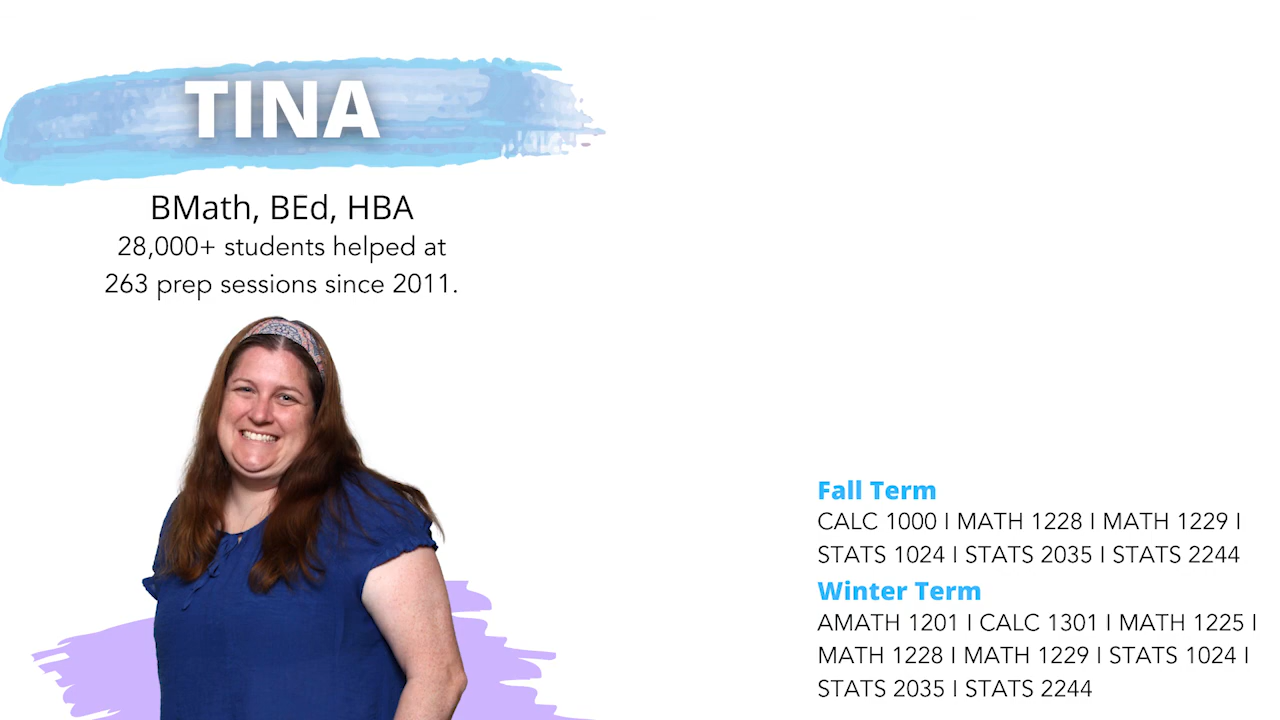 TINA
BMath, BEd, HBA
28,000+ students helped at
263 prep sessions since 2011.
Fall Term
CALC 1000 I MATH 1228 I MATH 1229 I
STATS 1024 I STATS 2035 I STATS 2244
Winter Term
AMATH 1201 I CALC 1301 I MATH 1225 I
MATH 1228 I MATH 1229 I STATS 1024 I
STATS 2035 I STATS 2244